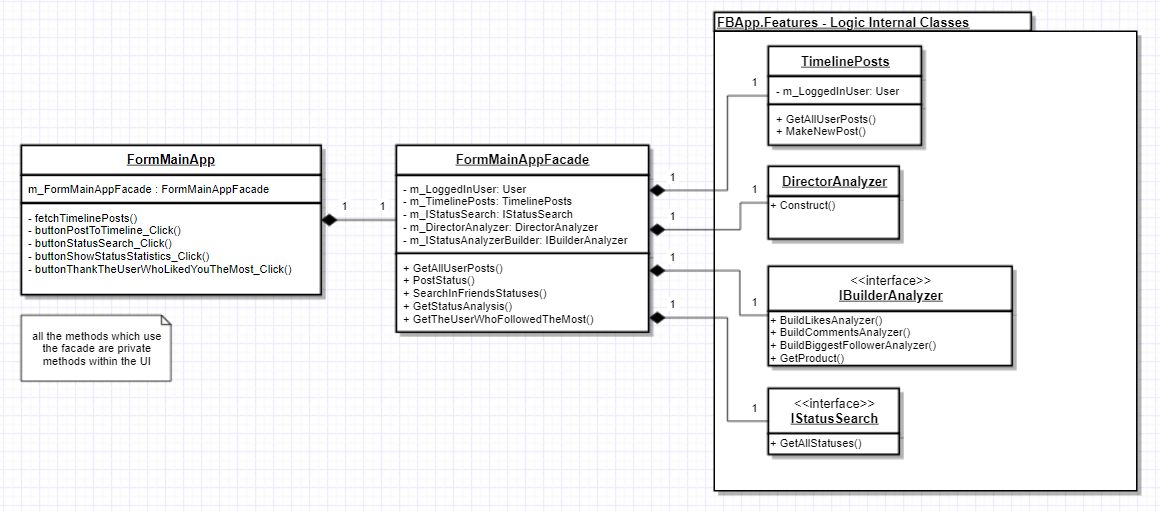 FBApp.Features - Logic Internal Classes
FormMainApp
m_FormMainAppFacade : FormMainAppFacade
- fetchTimelinePosts()
- buttonPostToTimeline_Click()
- buttonStatusSearch_Click()
- buttonShowStatusStatistics_Click()
- buttonThankTheUserWhoLikedYouTheMost_Click()
all the methods which use
the facade are private
methods within the UI
1
1
FormMainAppFacade
- m_LoggedInUser: User
- m_TimelinePosts: TimelinePosts
- m_IStatusSearch: IStatusSearch
- m_DirectorAnalyzer: DirectorAnalyzer
- m_IStatusAnalyzerBuilder: IBuilderAnalyzer
+ GetAllUserPosts()
+ PostStatus()
+ SearchInFriendsStatuses()
+ GetStatusAnalysis()
+ GetTheUserWhoFollowedTheMost()
1
1
1
1
1
1
1
1
TimelinePosts
- m_LoggedInUser: User
+ GetAllUserPosts()
+ MakeNewPost()
DirectorAnalyzer
+ Construct()
<<interface>>
IBuilderAnalyzer
+ BuildLikesAnalyzer()
+ BuildCommentsAnalyzer()
+ BuildBiggestFollowerAnalyzer()
+ GetProduct()
<<interface>>
IStatusSearch
+ GetAllStatuses()